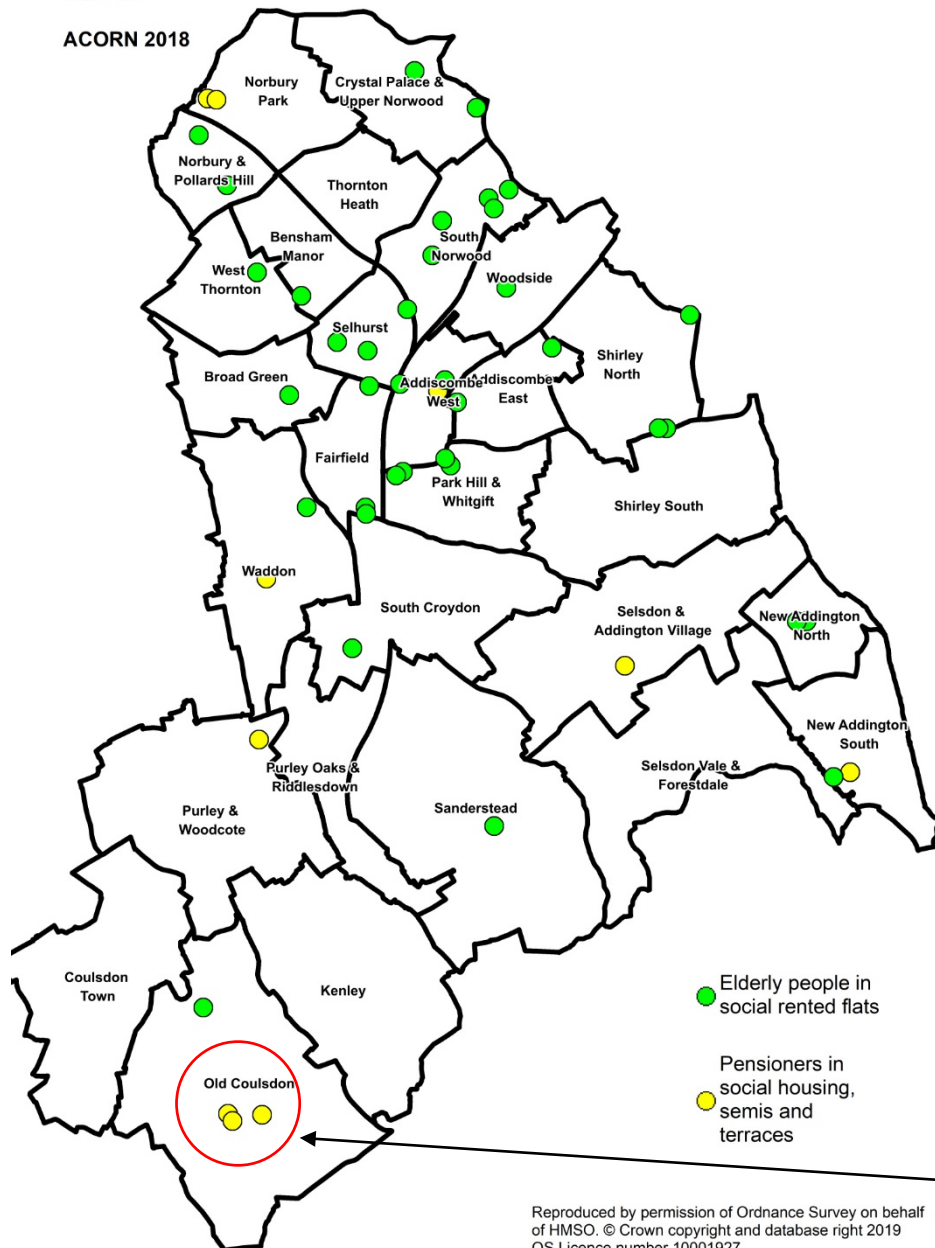 ACORN 2018
Norbury
Park
Crystal Palace &
Upper Norwood
Norbury &
Pollards Hill
Thornton
Heath
Bensham
Manor
South
Norwood
West
Thornton
Woodside
Selhurst
Shirley
North
Broad Green
Addiscombe
West
Addiscombe
East
Fairfield
Park Hill &
Whitgift
Shirley South
Waddon
South Croydon
Selsdon &
Addington Village
New Addington
North
New Addington
South
Purley Oaks &
Riddlesdown
Selsdon Vale &
Forestdale
Purley &
Woodcote
Sanderstead
Coulsdon
Town
Kenley
Old Coulsdon
Elderly people in
social rented flats
Pensioners in
social housing,
semis and
terraces
Reproduced by permission of Ordnance Survey on behalf
of HMSO. © Crown copyright and database right 2019
OS Licence number 10001927